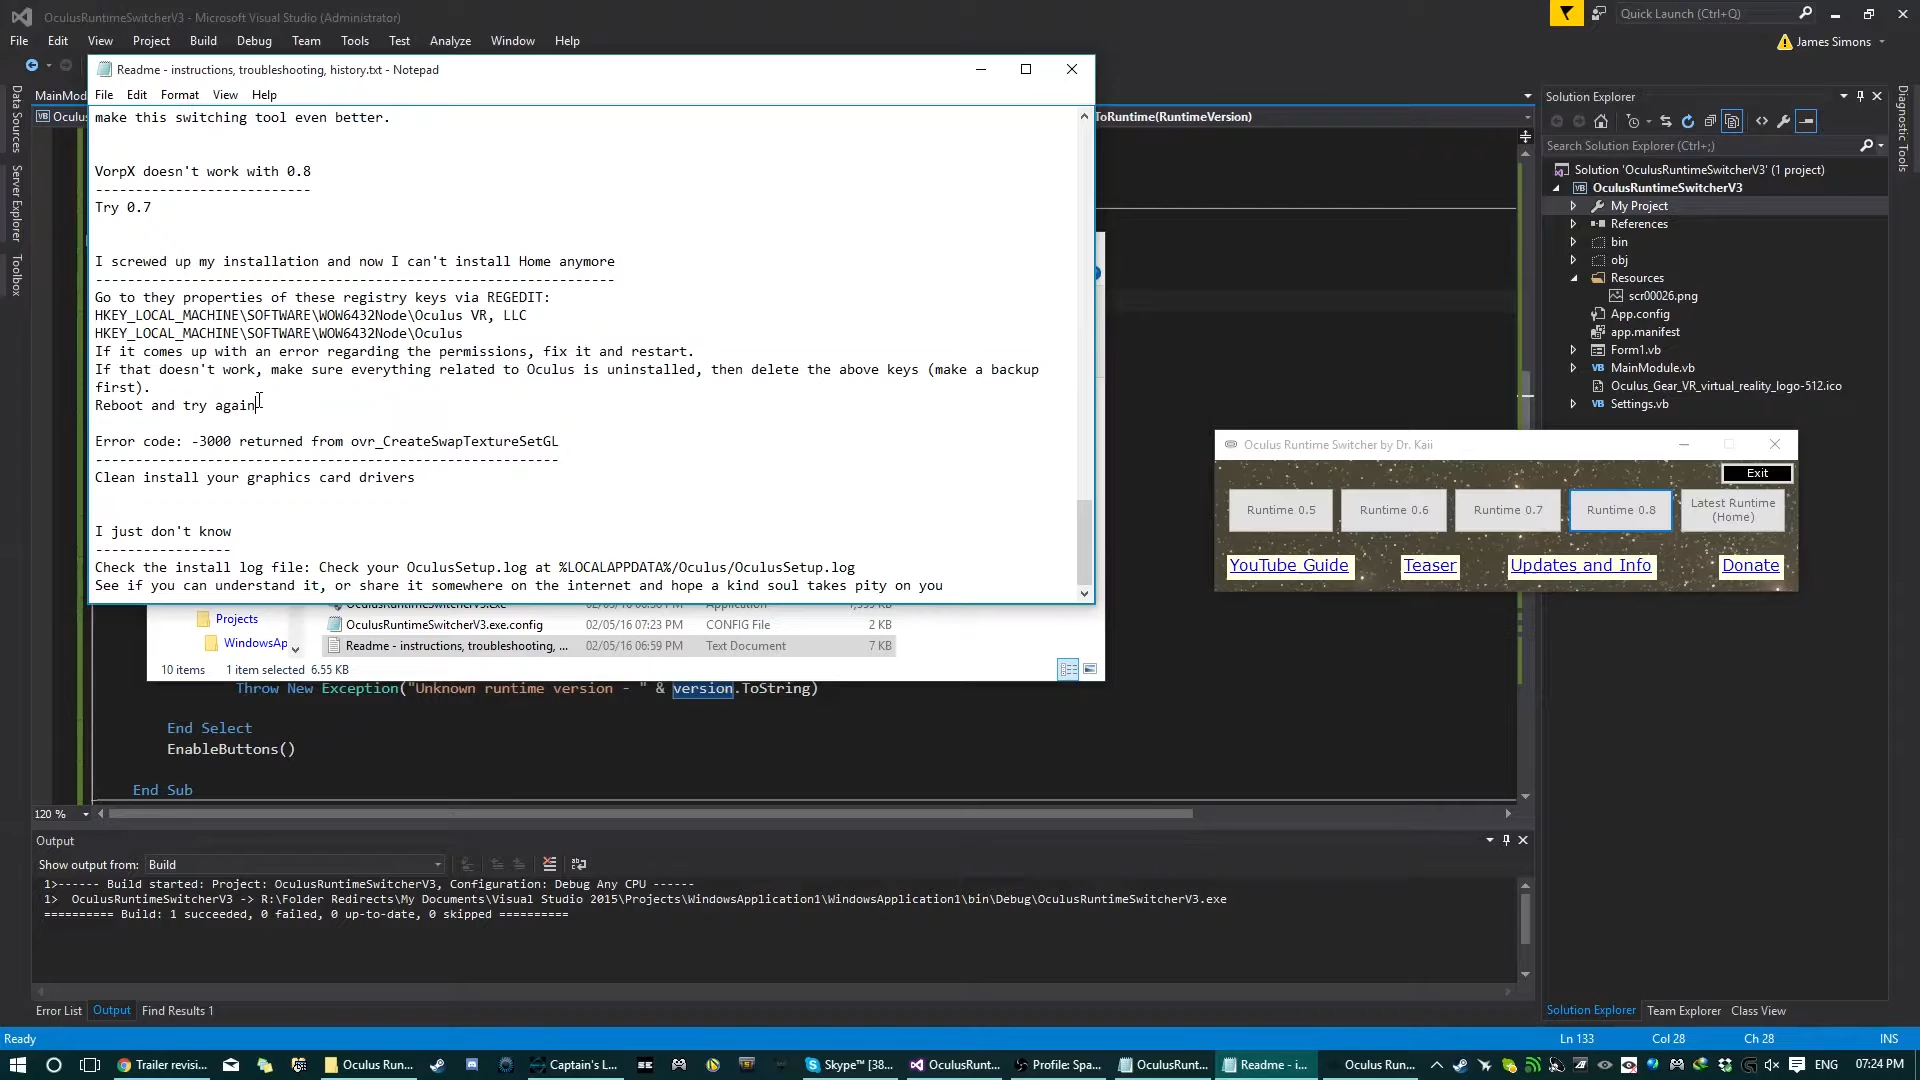 OculusRuntimeSwitcherV3 - Microsoft Visual Studio (Administrator)
Quick Launch (Ctrl+Q)
File Edit View Project Build Debug Team Tools Test Analyze Window Help
James Simons
Readme - instructions, troubleshooting, history.txt - Notepad
File Edit Format View Help
make this switching tool even better.
VorpX doesn't work with 0.8
---------------------------
Try 0.7
I screwed up my installation and now I can't install Home anymore
-----------------------------------------------------------------
Go to they properties of these registry keys via REGEDIT:
HKEY_LOCAL_MACHINE\SOFTWARE\WOW6432Node\Oculus VR, LLC
HKEY_LOCAL_MACHINE\SOFTWARE\WOW6432Node\Oculus
If it comes up with an error regarding the permissions, fix it and restart.
If that doesn't work, make sure everything related to Oculus is uninstalled, then delete the above keys (make a backup
first).
Reboot and try again
Error code: -3000 returned from ovr_CreateSwapTextureSetGL
----------------------------------------------------------
Clean install your graphics card drivers
I just don't know
-----------------
Check the install log file: Check your OculusSetup.log at %LOCALAPPDATA%/Oculus/OculusSetup.log
See if you can understand it, or share it somewhere on the internet and hope a kind soul takes pity on you
Data Sources
Server Explorer
Toolbox
MainMod
Oculus
ToRuntime(RuntimeVersion)
Projects
WindowsAp
OculusRuntimeSwitcherV3.exe
Application
OculusRuntimeSwitcherV3.exe.config 02/05/16 07:23 PM CONFIG File 2 KB
Readme - instructions, troubleshooting, ... 02/05/16 06:59 PM Text Document 7 KB
10 items 1 item selected 6.55 KB
Throw New Exception("Unknown runtime version - " & version.ToString)
End Select
EnableButtons()
End Sub
120 %
Oculus Runtime Switcher by Dr. Kaii
Exit
Runtime 0.5 Runtime 0.6 Runtime 0.7 Runtime 0.8 Latest Runtime
(Home)
YouTube Guide Teaser Updates and Info Donate
Solution Explorer
Search Solution Explorer (Ctrl+;)
Solution 'OculusRuntimeSwitcherV3' (1 project)
OculusRuntimeSwitcherV3
My Project
References
bin
obj
Resources
scr00026.png
App.config
app.manifest
Form1.vb
MainModule.vb
Oculus_Gear_VR_virtual_reality_logo-512.ico
Settings.vb
Diagnostic Tools
Output
Show output from: Build
1>------ Build started: Project: OculusRuntimeSwitcherV3, Configuration: Debug Any CPU ------
1>  OculusRuntimeSwitcherV3 -> R:\Folder Redirects\My Documents\Visual Studio 2015\Projects\WindowsApplication1\WindowsApplication1\bin\Debug\OculusRuntimeSwitcherV3.exe
========== Build: 1 succeeded, 0 failed, 0 up-to-date, 0 skipped ==========
Error List Output Find Results 1
Solution Explorer Team Explorer Class View
Ready Ln 133 Col 28 Ch 28 INS
Trailer revisi... Oculus Run... Captain's L... Skype™ [38... OculusRunt... Profile: Spa... OculusRunt... Readme - i... Oculus Run... ENG 07:24 PM